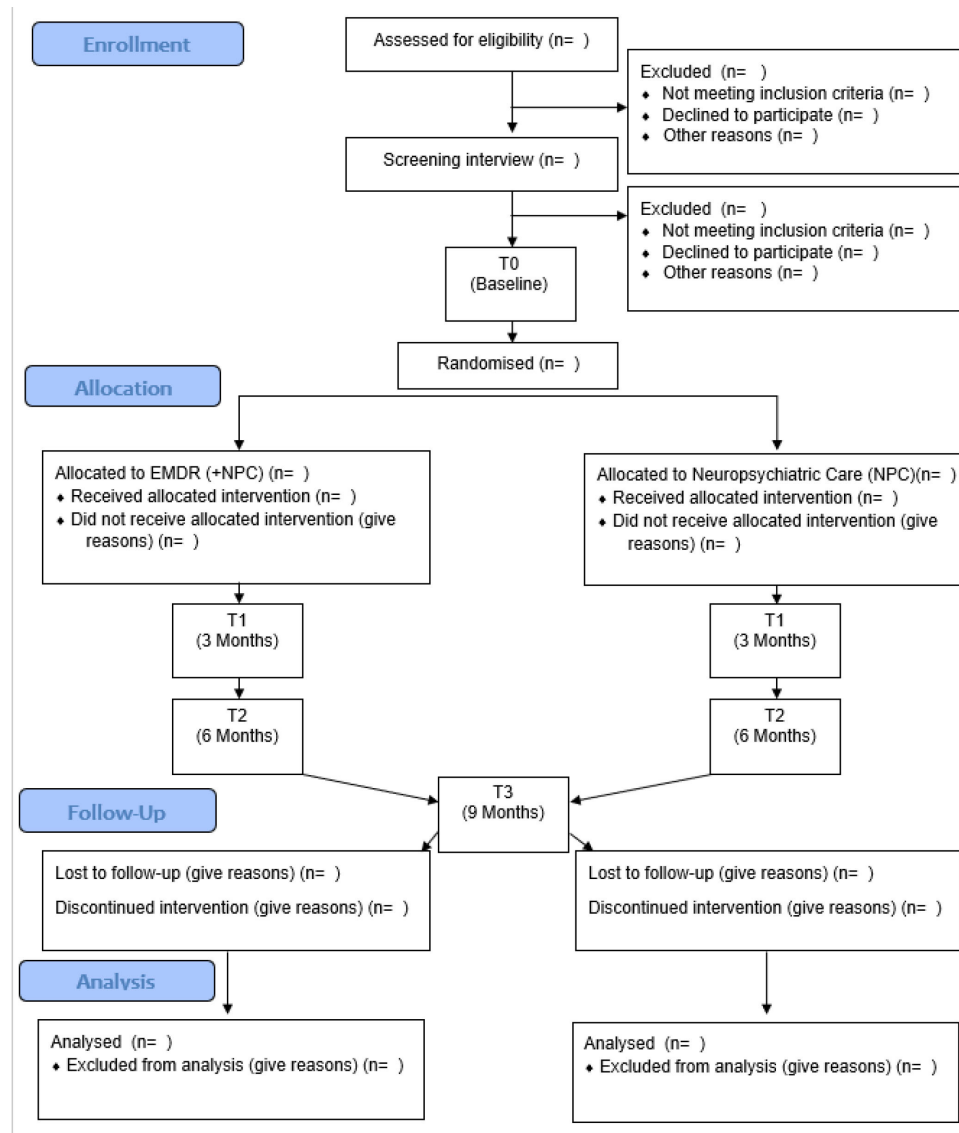 Enrollment
Assessed for eligibility (n=  )
Excluded  (n=  )
♦ Not meeting inclusion criteria (n=  )
♦ Declined to participate (n=  )
♦ Other reasons (n=  )
Screening interview (n=  )
Excluded  (n=  )
♦ Not meeting inclusion criteria (n=  )
♦ Declined to participate (n=  )
♦ Other reasons (n=  )
T0
(Baseline)
Randomised (n=  )
Allocation
Allocated to EMDR (+NPC) (n=  )
♦ Received allocated intervention (n=  )
♦ Did not receive allocated intervention (give
reasons) (n=  )
Allocated to Neuropsychiatric Care (NPC)(n=  )
♦ Received allocated intervention (n=  )
♦ Did not receive allocated intervention (give
reasons) (n=  )
T1
(3 Months)
T1
(3 Months)
T2
(6 Months)
T2
(6 Months)
T3
(9 Months)
Follow-Up
Lost to follow-up (give reasons) (n=  )
Discontinued intervention (give reasons) (n=  )
Lost to follow-up (give reasons) (n=  )
Discontinued intervention (give reasons) (n=  )
Analysis
Analysed  (n=  )
♦ Excluded from analysis (give reasons) (n=  )
Analysed  (n=  )
♦ Excluded from analysis (give reasons) (n=  )